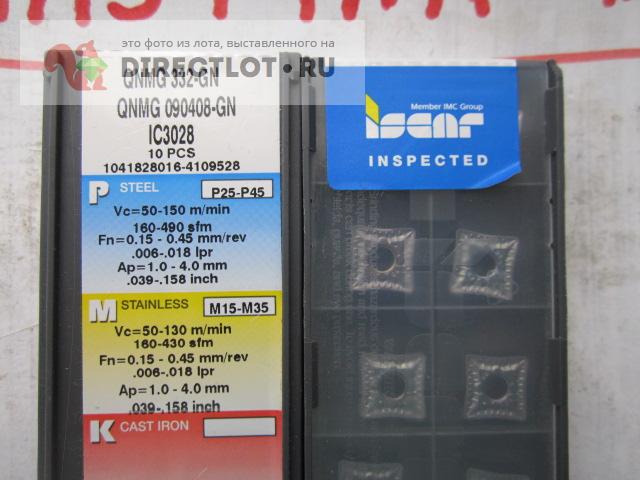 это фото из лота, выставленного на
DIRECTLOT.RU
QNMG 332-GN
QNMG 090408-GN
IC3028
10 PCS
1041828016-4109528
P STEEL P25-P45
Vc=50-150 m/min
160-490 sfm
Fn=0.15 - 0.45 mm/rev
.006-.018 Ipr
Ap=1.0 - 4.0 mm
.039-.158 inch
M STAINLESS M15-M35
Vc=50-130 m/min
160-430 sfm
Fn=0.15 - 0.45 mm/rev
.006-.018 Ipr
Ap=1.0 - 4.0 mm
.039-.158 inch
K CAST IRON
Member IMC Group
iscar
INSPECTED